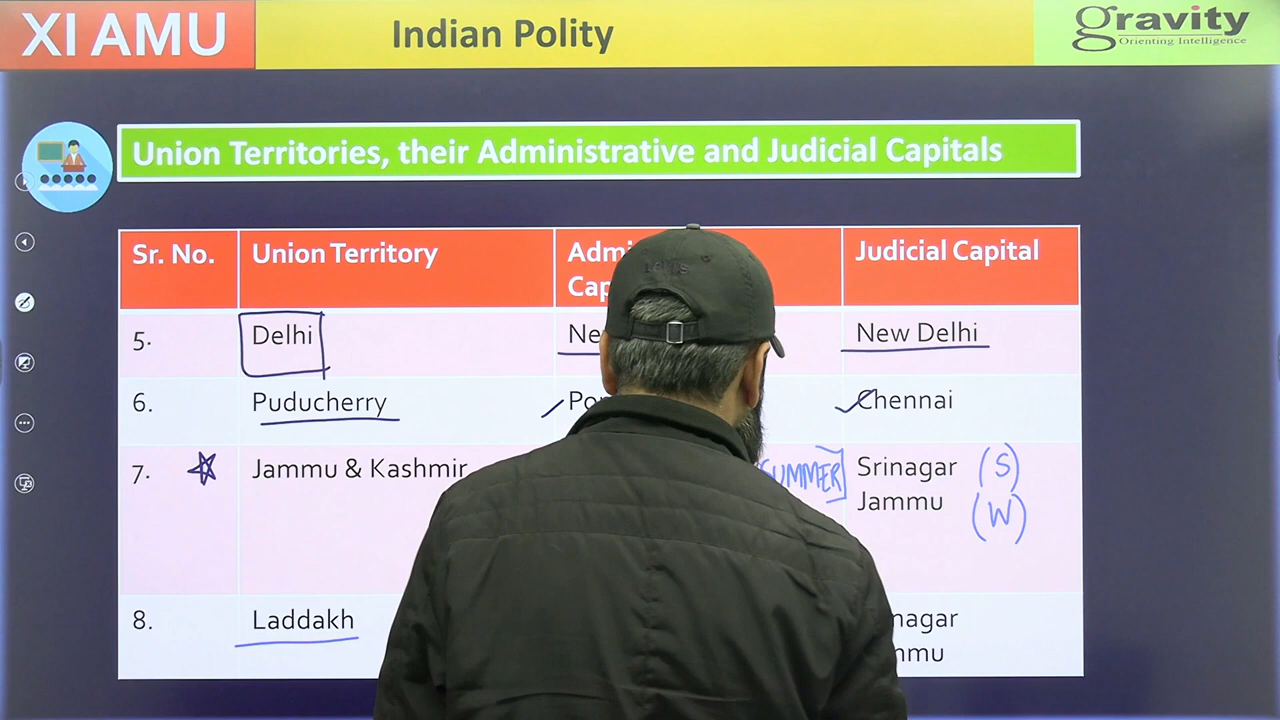 XI AMU
Indian Polity
gravity
Orienting Intelligence
Union Territories, their Administrative and Judicial Capitals
Sr. No.
Union Territory
Judicial Capital
5.
Delhi
New Delhi
6.
Puducherry
Chennai
7.
Jammu & Kashmir
SUMMER]
Srinagar (S)
Jammu (W)
8.
Laddakh